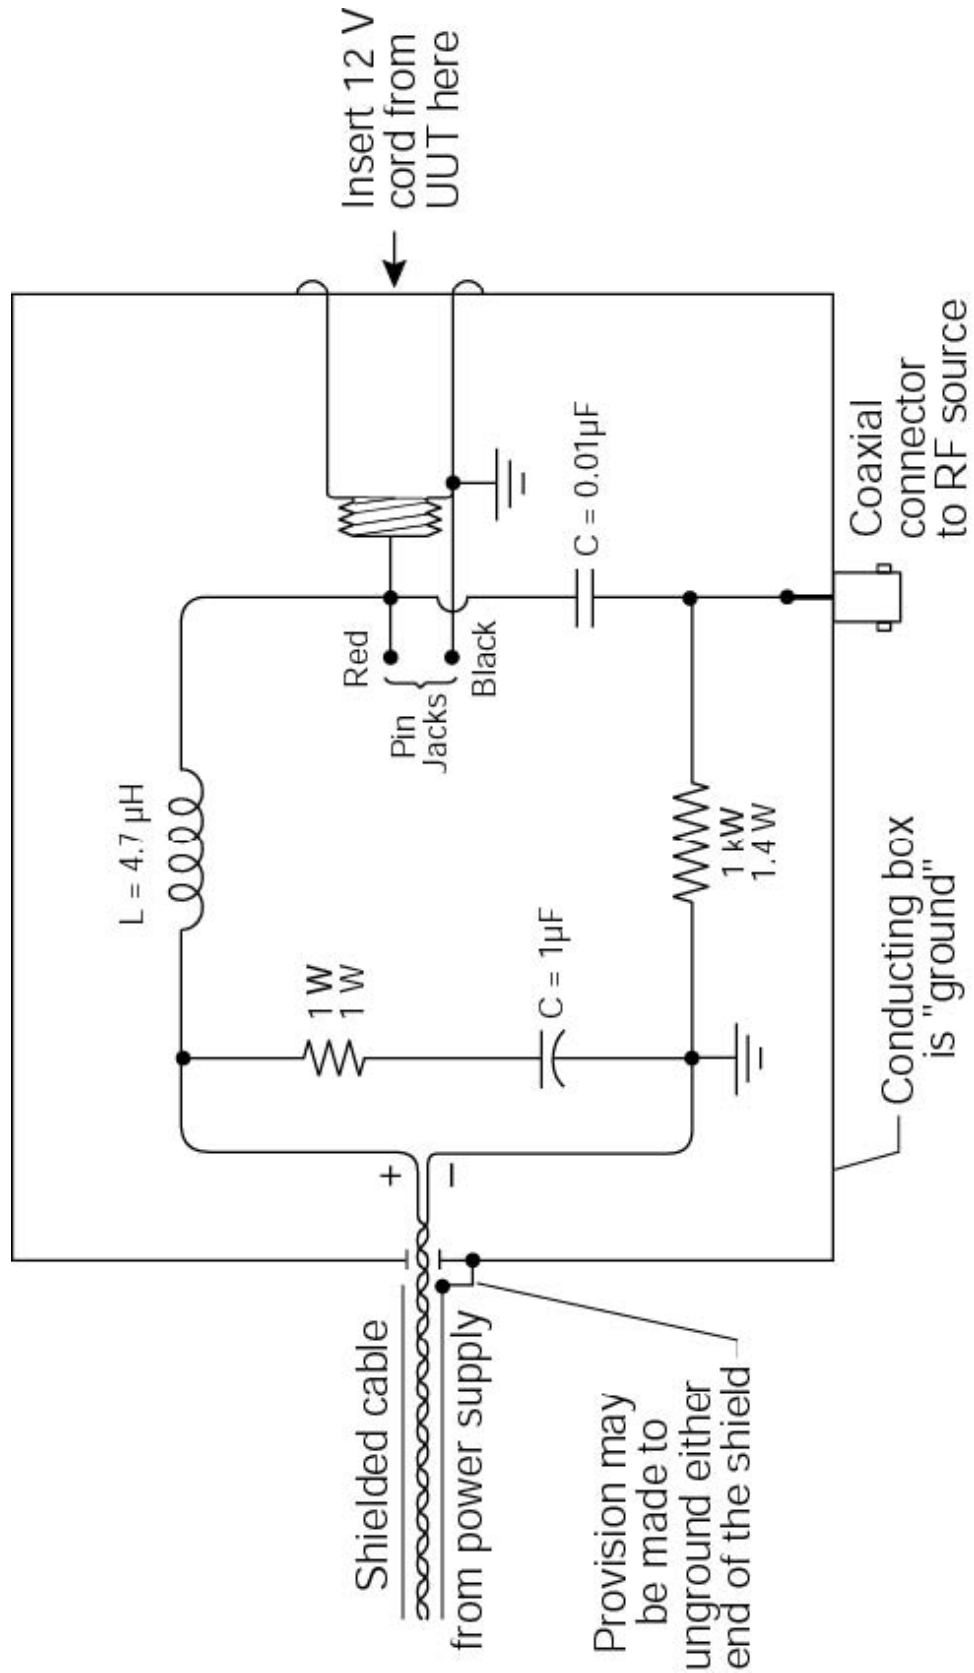 Insert 12 V
cord from
UUT here
L = 4.7 µH
Red
Pin
Jacks
Black
C = 0.01µF
1 W
1 W
C = 1µF
1 kW
1.4 W
+
–
Shielded cable
from power supply
Coaxial
connector
to RF source
Conducting box
is "ground"
Provision may
be made to
unground either
end of the shield